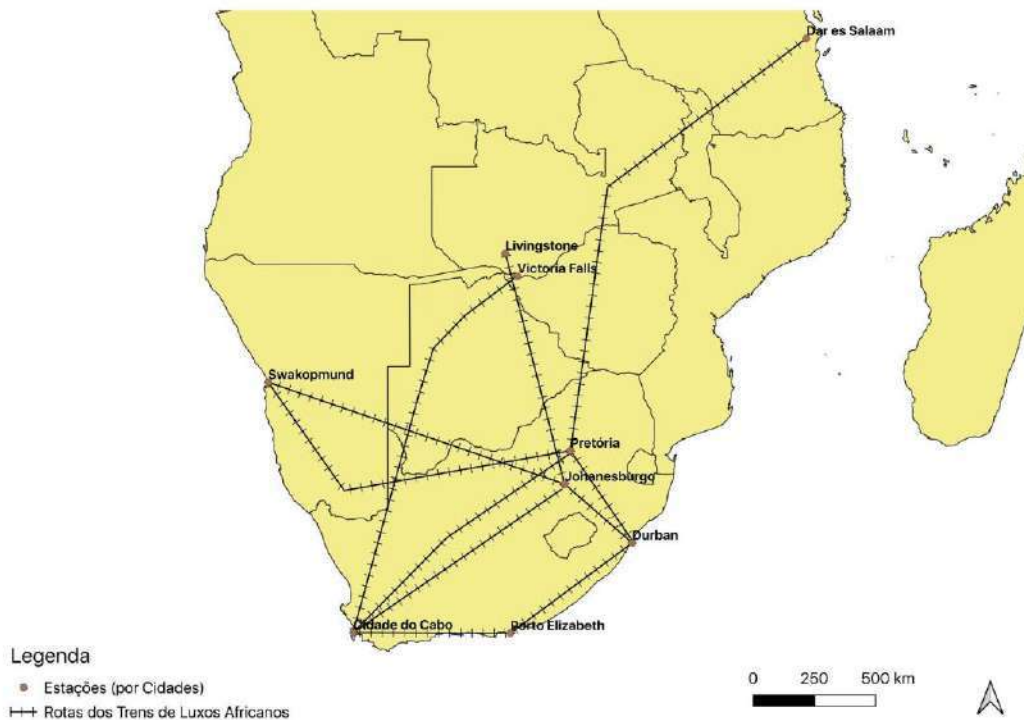 Dar es Salaam
Livingstone
Victoria Falls
Swakopmund
Pretória
Johanesburgo
Durban
Cidade do Cabo
Porto Elizabeth
Legenda
Estações (por Cidades)
Rotas dos Trens de Luxos Africanos
0 250 500 km